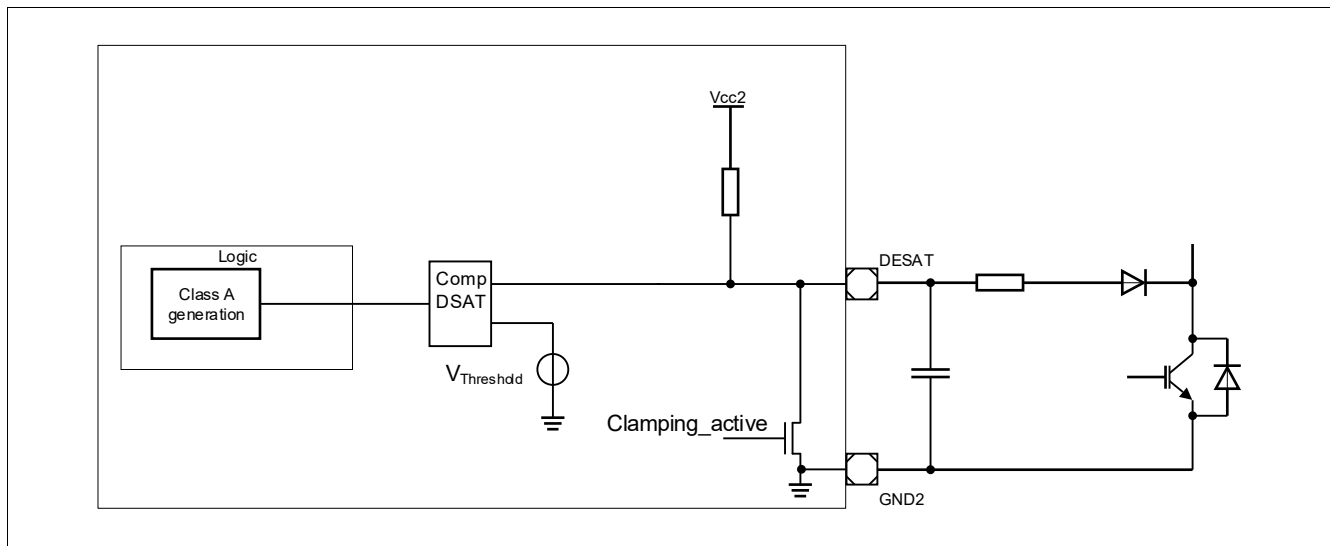 Vcc2
DESAT
Logic
Class A
generation
Comp
DSAT
VThreshold
Clamping_active
GND2